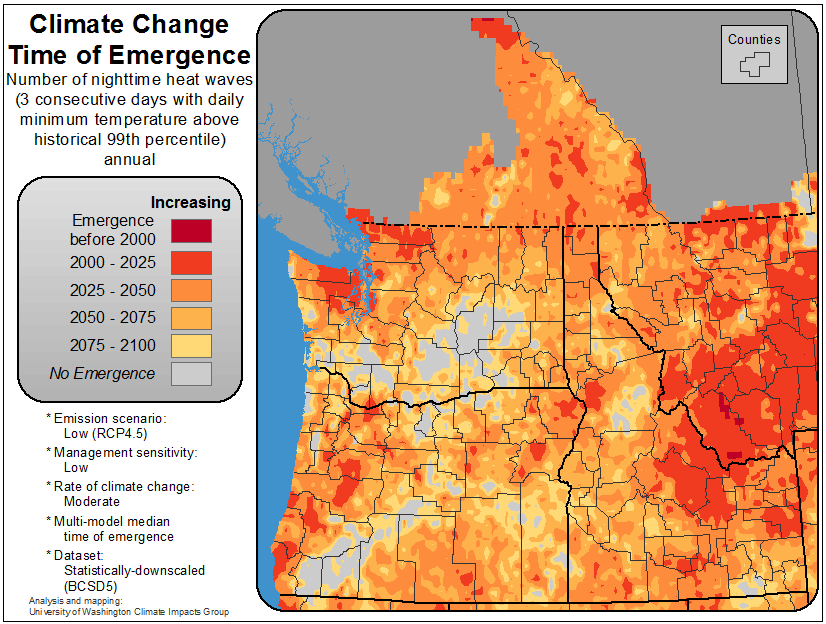 Climate Change
Time of Emergence
Number of nighttime heat waves
(3 consecutive days with daily
minimum temperature above
historical 99th percentile)
annual
Increasing
Emergence
before 2000
2000 - 2025
2025 - 2050
2050 - 2075
2075 - 2100
No Emergence
* Emission scenario:
Low (RCP4.5)
* Management sensitivity:
Low
* Rate of climate change:
Moderate
* Multi-model median
time of emergence
* Dataset:
Statistically-downscaled
(BCSD5)
Analysis and mapping:
University of Washington Climate Impacts Group
Counties